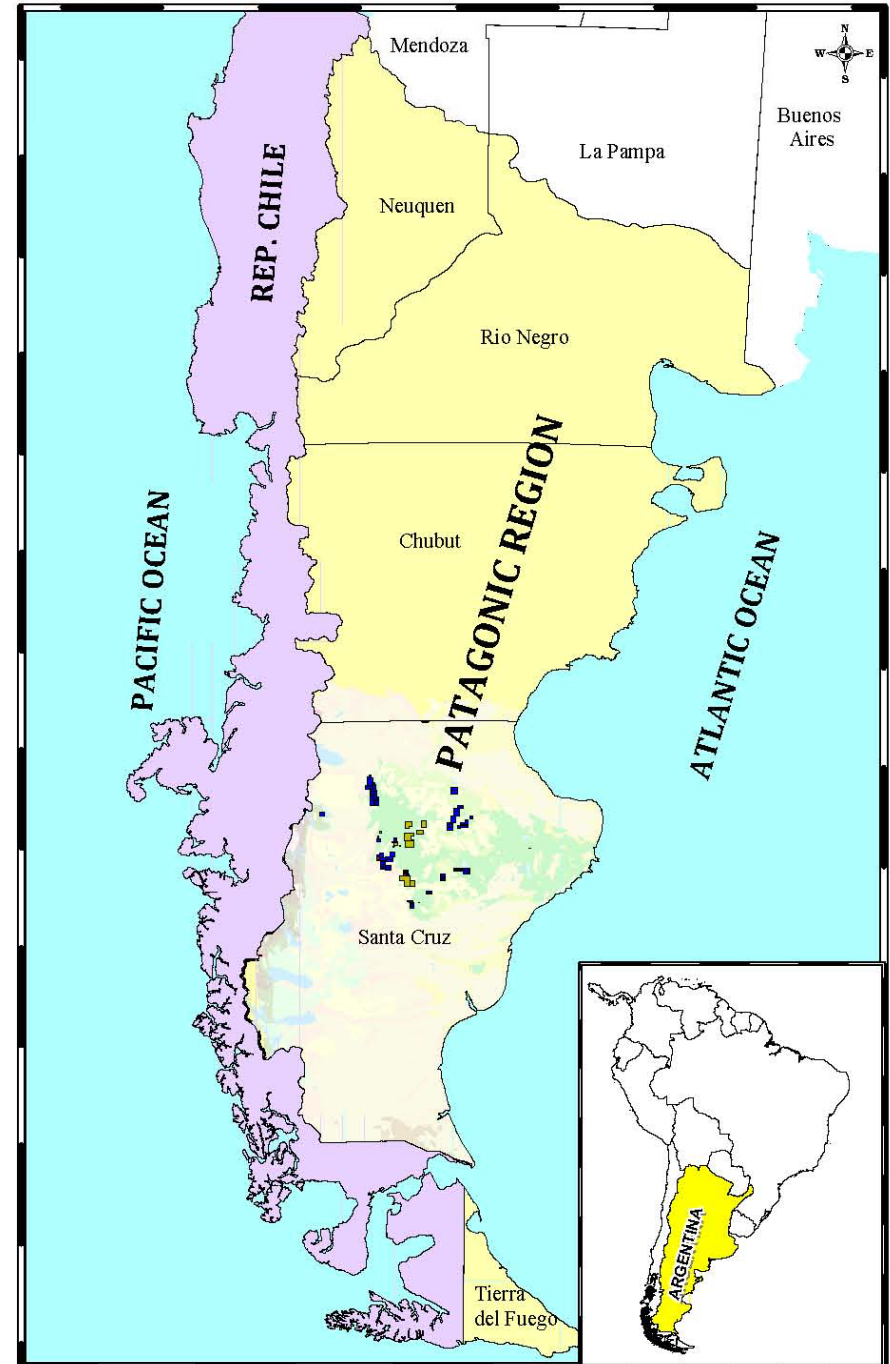 Mendoza
N
W
E
S
Buenos
Aires
La Pampa
REP. CHILE
Neuquen
Rio Negro
PATAGONIC REGION
PACIFIC OCEAN
Chubut
ATLANTIC OCEAN
Santa Cruz
ARGENTINA
Tierra
del Fuego